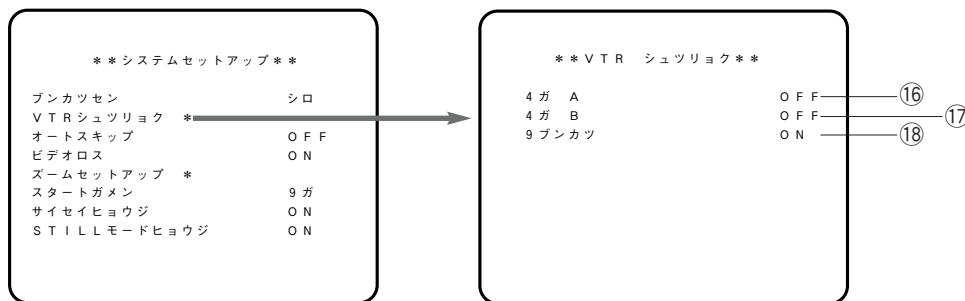 ＊＊システムセットアップ＊＊
ブンカツセン シロ
ＶＴＲシュツリョク ＊
オートスキップ ＯＦＦ
ビデオロス ＯＮ
ズームセットアップ ＊
スタートガメン ９ガ
サイセイヒョウジ ＯＮ
ＳＴＩＬＬモードヒョウジ ＯＮ
＊＊ＶＴＲ シュツリョク＊＊
４ガ Ａ ＯＦＦ ⑯
４ガ Ｂ ＯＦＦ ⑰
９ブンカツ ＯＮ ⑱